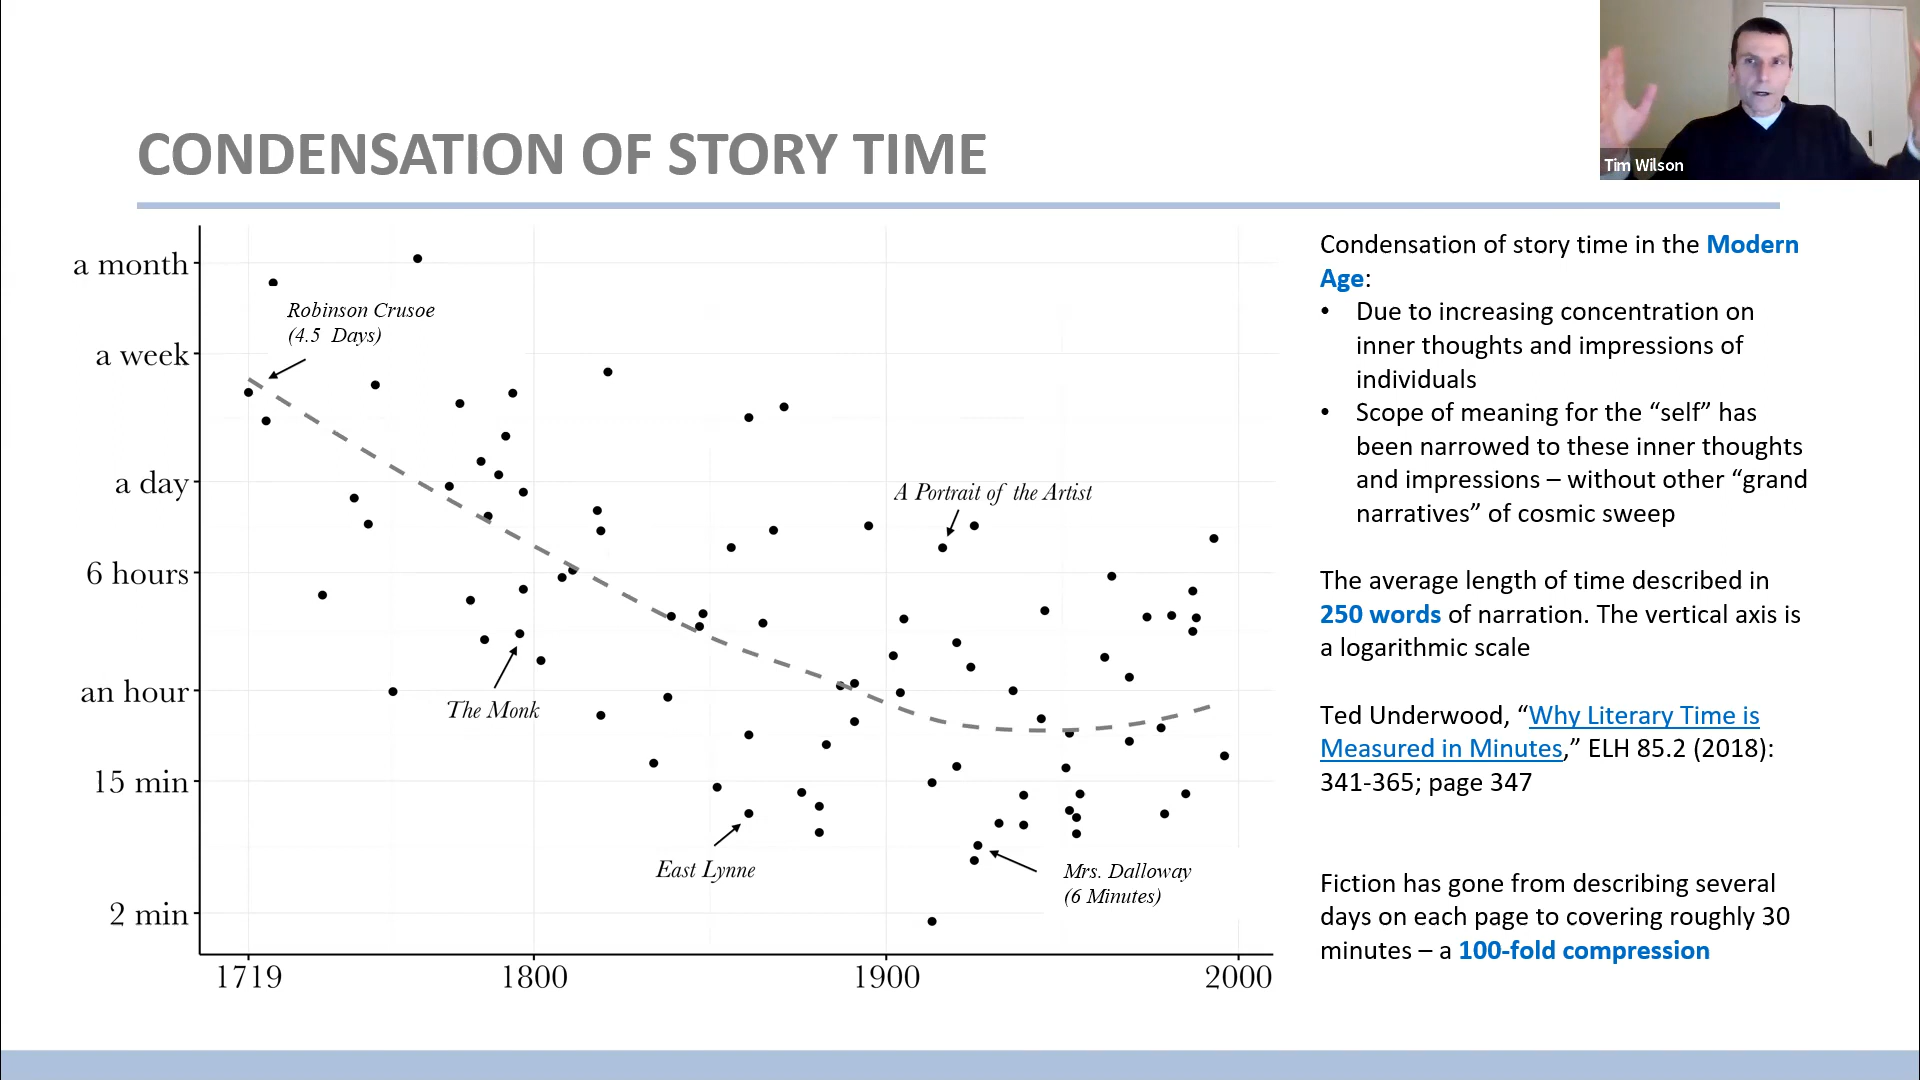 Tim Wilson
CONDENSATION OF STORY TIME
a month
a week
a day
6 hours
an hour
15 min
2 min
1719
1800
1900
2000
Robinson Crusoe
(4.5 Days)
The Monk
East Lynne
A Portrait of the Artist
Mrs. Dalloway
(6 Minutes)
Condensation of story time in the Modern
Age:
• Due to increasing concentration on
inner thoughts and impressions of
individuals
• Scope of meaning for the “self” has
been narrowed to these inner thoughts
and impressions – without other “grand
narratives” of cosmic sweep
The average length of time described in
250 words of narration. The vertical axis is
a logarithmic scale
Ted Underwood, “Why Literary Time is
Measured in Minutes,” ELH 85.2 (2018):
341-365; page 347
Fiction has gone from describing several
days on each page to covering roughly 30
minutes – a 100-fold compression